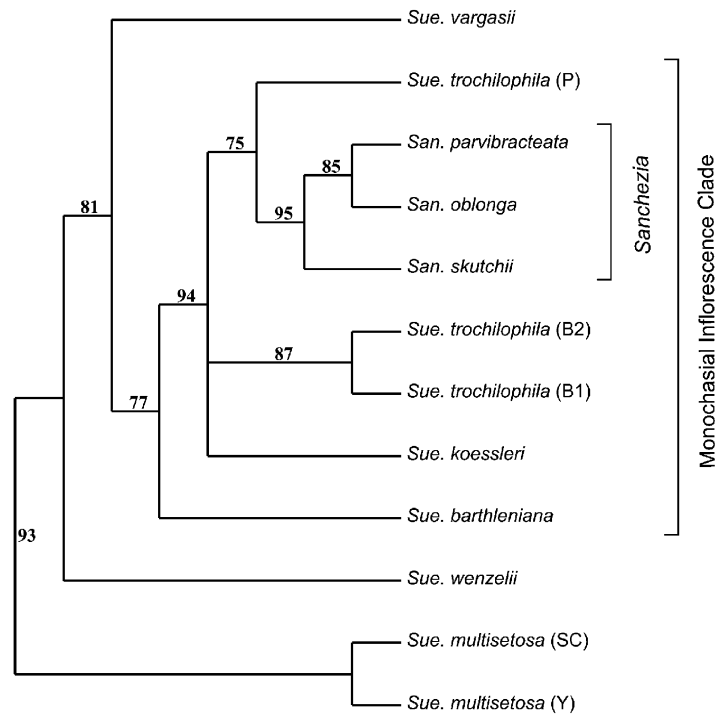 Sue. vargasii
Sue. trochilophila (P)
75
San. parvibracteata
85
San. oblonga
81
95
San. skutchii
Sanchezia
94
Sue. trochilophila (B2)
87
Sue. trochilophila (B1)
77
Sue. koessleri
Sue. barthleniana
Monochasial Inflorescence Clade
93
Sue. wenzelii
Sue. multisetosa (SC)
Sue. multisetosa (Y)